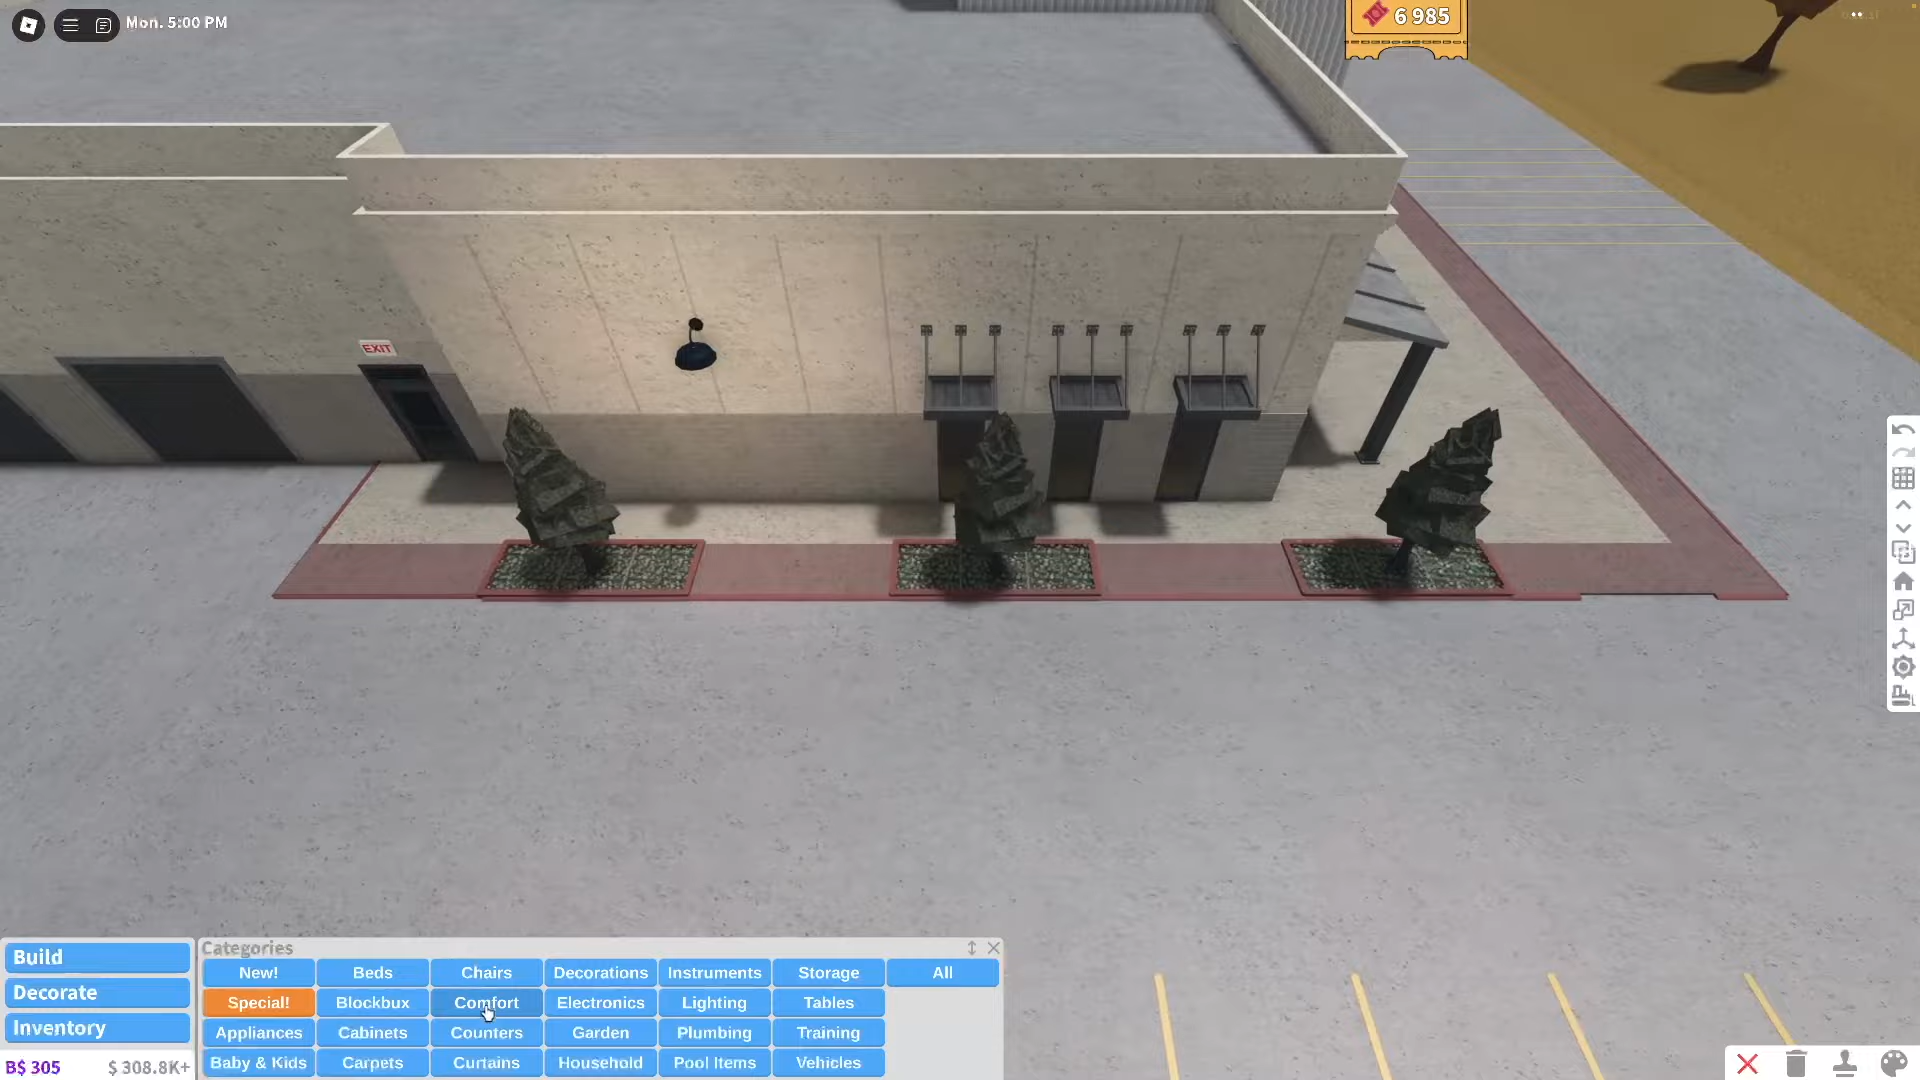 Mon. 5:00 PM
6 985
EXIT
Build
Decorate
Inventory
B$ 305 $ 308.8K+
Categories
New! Beds Chairs Decorations Instruments Storage All
Special! Blockbux Comfort Electronics Lighting Tables
Appliances Cabinets Counters Garden Plumbing Training
Baby & Kids Carpets Curtains Household Pool Items Vehicles